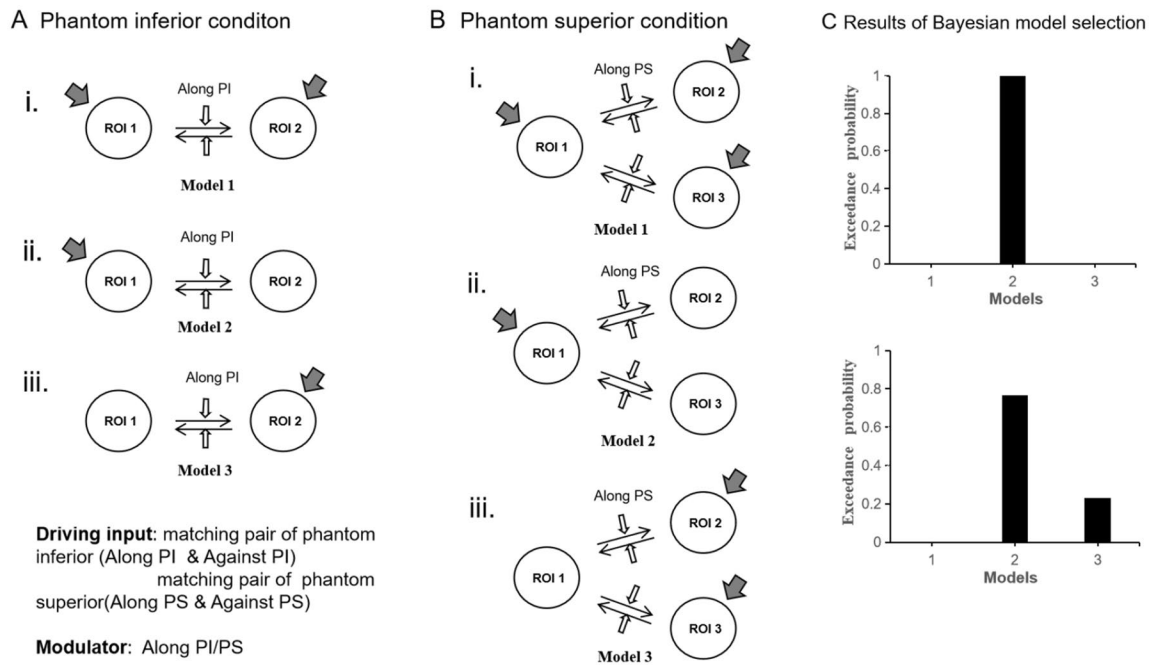 A Phantom inferior conditon
i.
Along PI
ROI 1
ROI 2
Model 1
ii.
Along PI
ROI 1
ROI 2
Model 2
iii.
Along PI
ROI 1
ROI 2
Model 3
Driving input: matching pair of phantom
inferior (Along PI & Against PI)
matching pair of phantom
superior(Along PS & Against PS)
Modulator: Along PI/PS
B Phantom superior condition
i.
Along PS
ROI 2
ROI 1
ROI 3
Model 1
ii.
Along PS
ROI 2
ROI 1
ROI 3
Model 2
iii.
Along PS
ROI 2
ROI 1
ROI 3
Model 3
C Results of Bayesian model selection
Exceedance probability
1
0.8
0.6
0.4
0.2
0
1 2 3
Models
Exceedance probability
1
0.8
0.6
0.4
0.2
0
1 2 3
Models